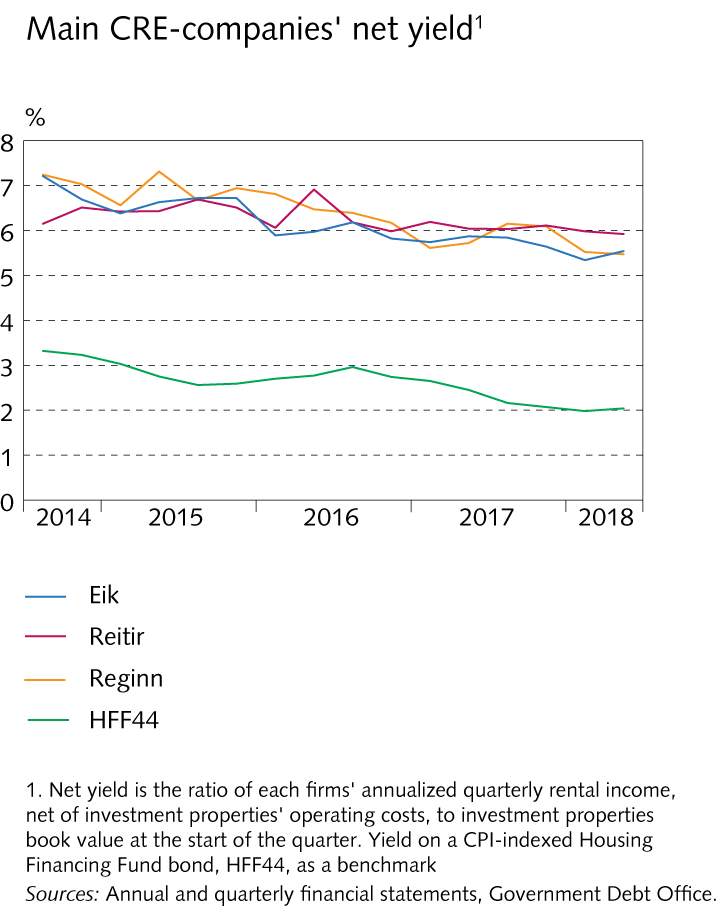 Main CRE-companies' net yield¹
%
8
7
6
5
4
3
2
1
0
2014 2015 2016 2017 2018
Eik
Reitir
Reginn
HFF44
1. Net yield is the ratio of each firms' annualized quarterly rental income,
net of investment properties' operating costs, to investment properties
book value at the start of the quarter. Yield on a CPI-indexed Housing
Financing Fund bond, HFF44, as a benchmark
Sources: Annual and quarterly financial statements, Government Debt Office.